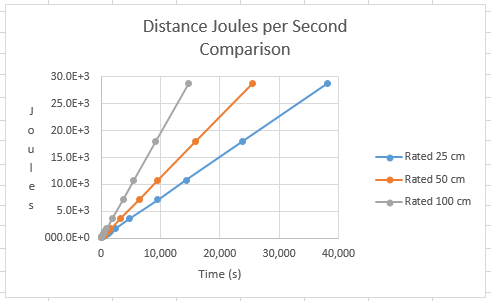 Distance Joules per Second
Comparison
Joules
30.0E+3
25.0E+3
20.0E+3
15.0E+3
10.0E+3
5.0E+3
000.0E+0
0 10,000 20,000 30,000 40,000
Time (s)
Rated 25 cm
Rated 50 cm
Rated 100 cm